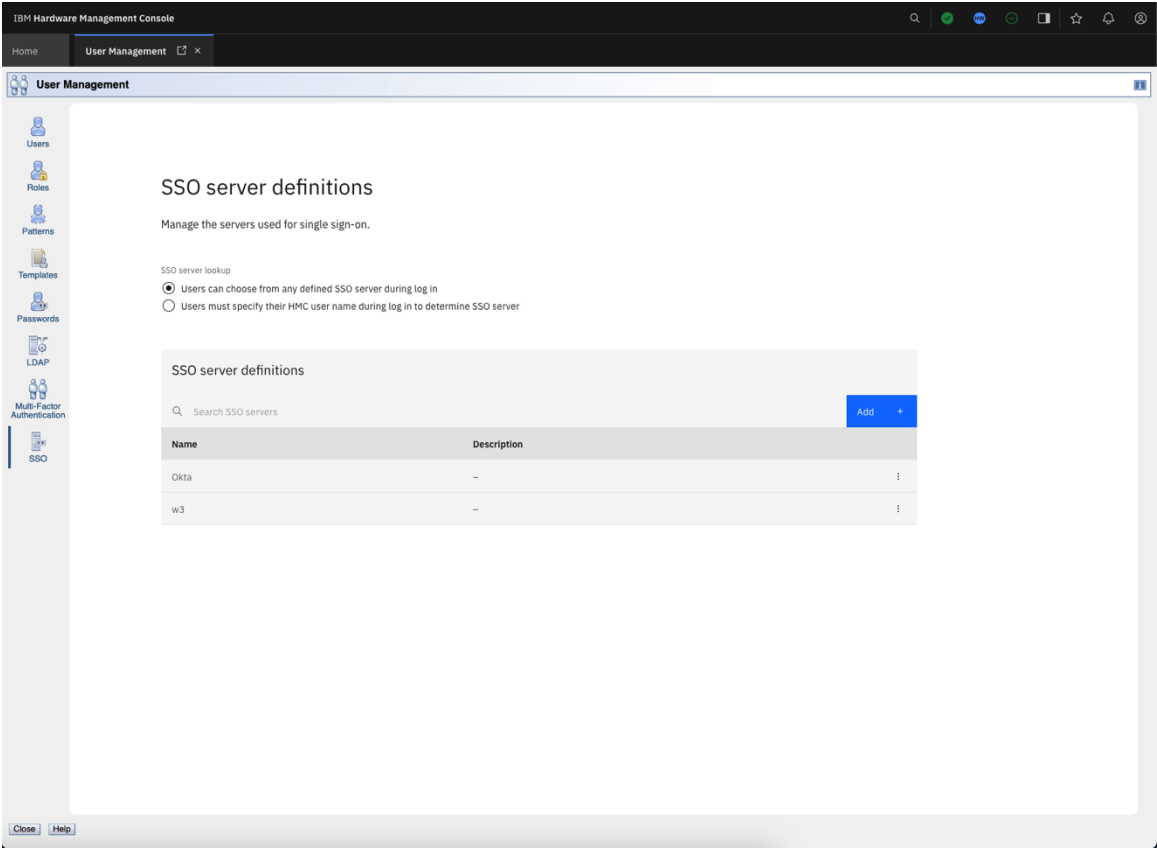 IBM Hardware Management Console
HW
Home
User Management
User Management
Users
Roles
Patterns
Templates
Passwords
LDAP
Multi-Factor
Authentication
SSO
SSO server definitions
Manage the servers used for single sign-on.
SSO server lookup
Users can choose from any defined SSO server during log in
Users must specify their HMC user name during log in to determine SSO server
SSO server definitions
Search SSO servers
Add +
Name Description
Okta –
w3 –
Close Help